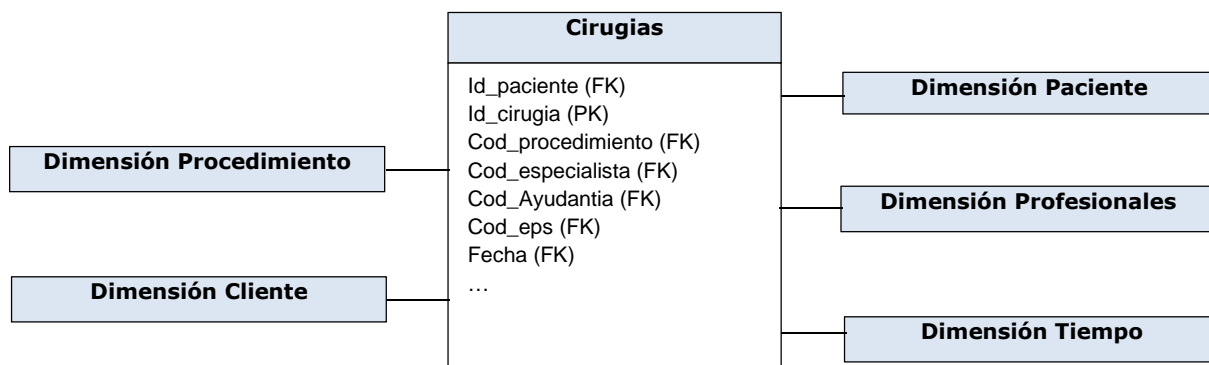 Cirugias
Id_paciente (FK)
Id_cirugia (PK)
Cod_procedimiento (FK)
Cod_especialista (FK)
Cod_Ayudantia (FK)
Cod_eps (FK)
Fecha (FK)
…
Dimensión Procedimiento
Dimensión Cliente
Dimensión Paciente
Dimensión Profesionales
Dimensión Tiempo